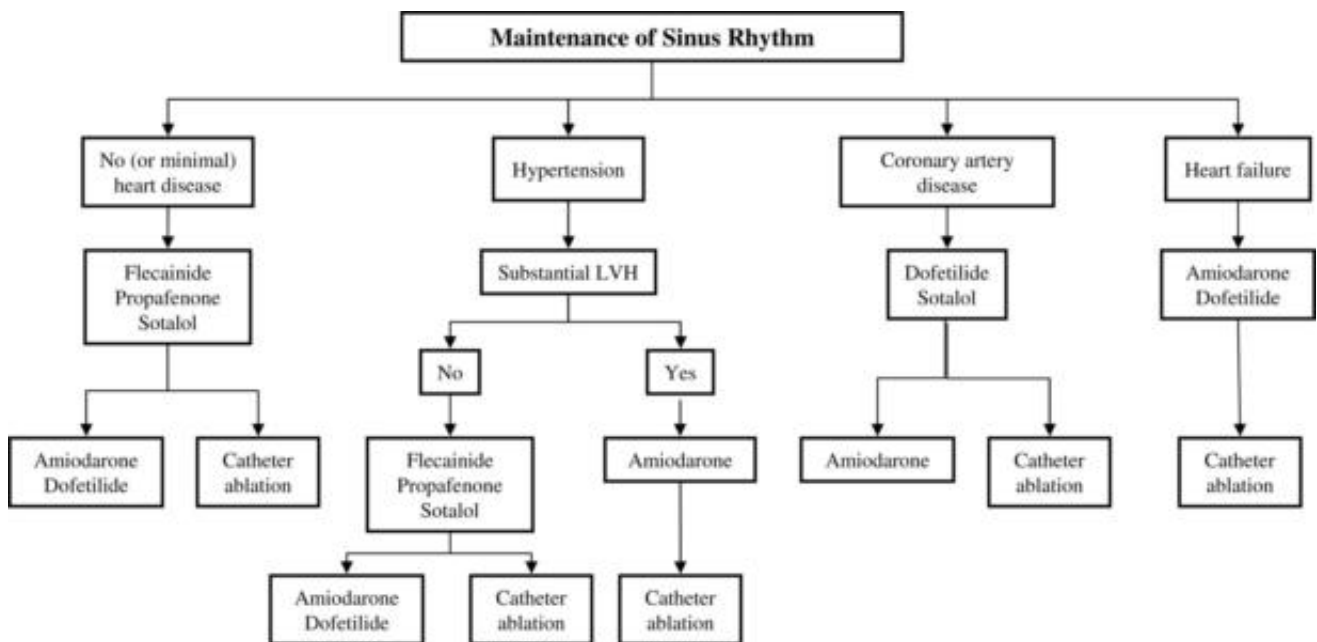 Maintenance of Sinus Rhythm
No (or minimal)
heart disease
Hypertension
Coronary artery
disease
Heart failure
Flecainide
Propafenone
Sotalol
Substantial LVH
Dofetilide
Sotalol
Amiodarone
Dofetilide
No
Yes
Amiodarone
Dofetilide
Catheter
ablation
Flecainide
Propafenone
Sotalol
Amiodarone
Amiodarone
Catheter
ablation
Catheter
ablation
Amiodarone
Dofetilide
Catheter
ablation
Catheter
ablation